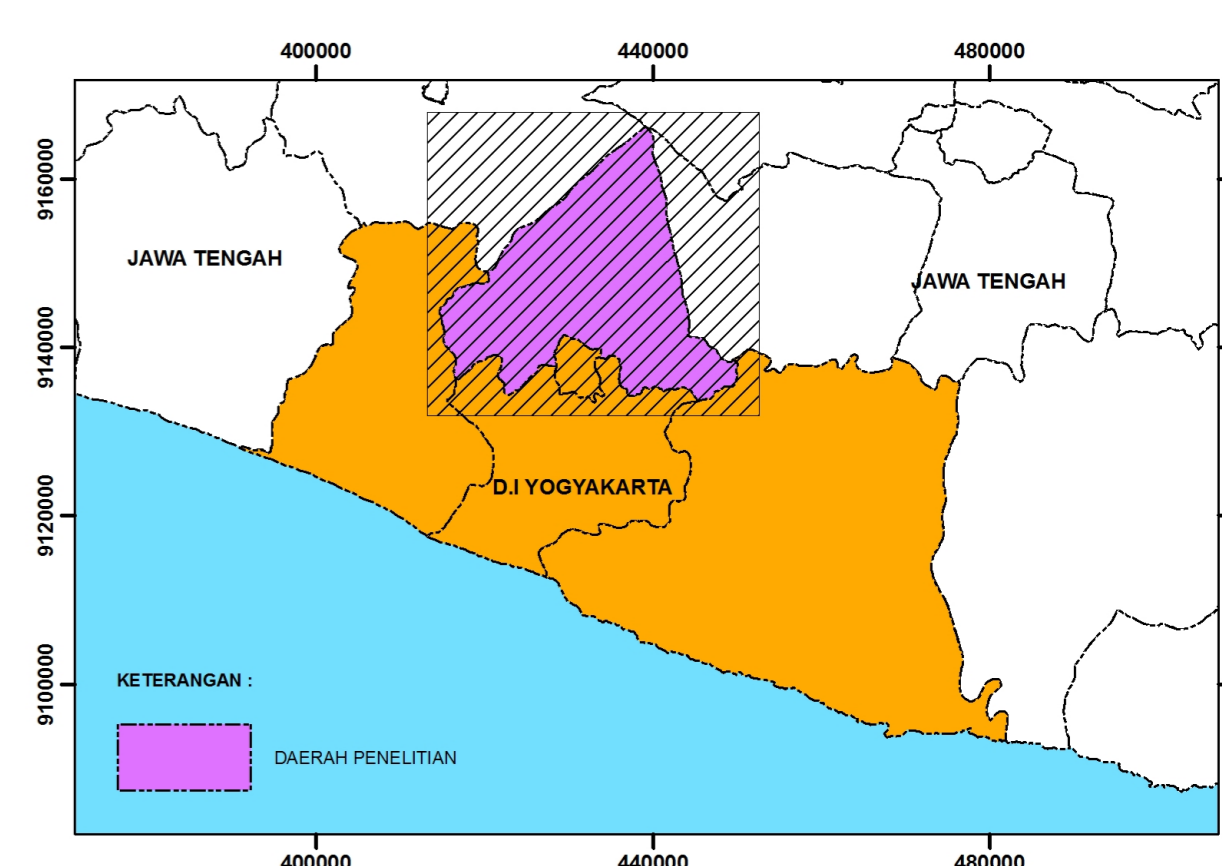 400000 440000 480000
9160000
JAWA TENGAH
JAWA TENGAH
9140000
D.I YOGYAKARTA
9120000
KETERANGAN :
9100000
DAERAH PENELITIAN
400000 440000 480000